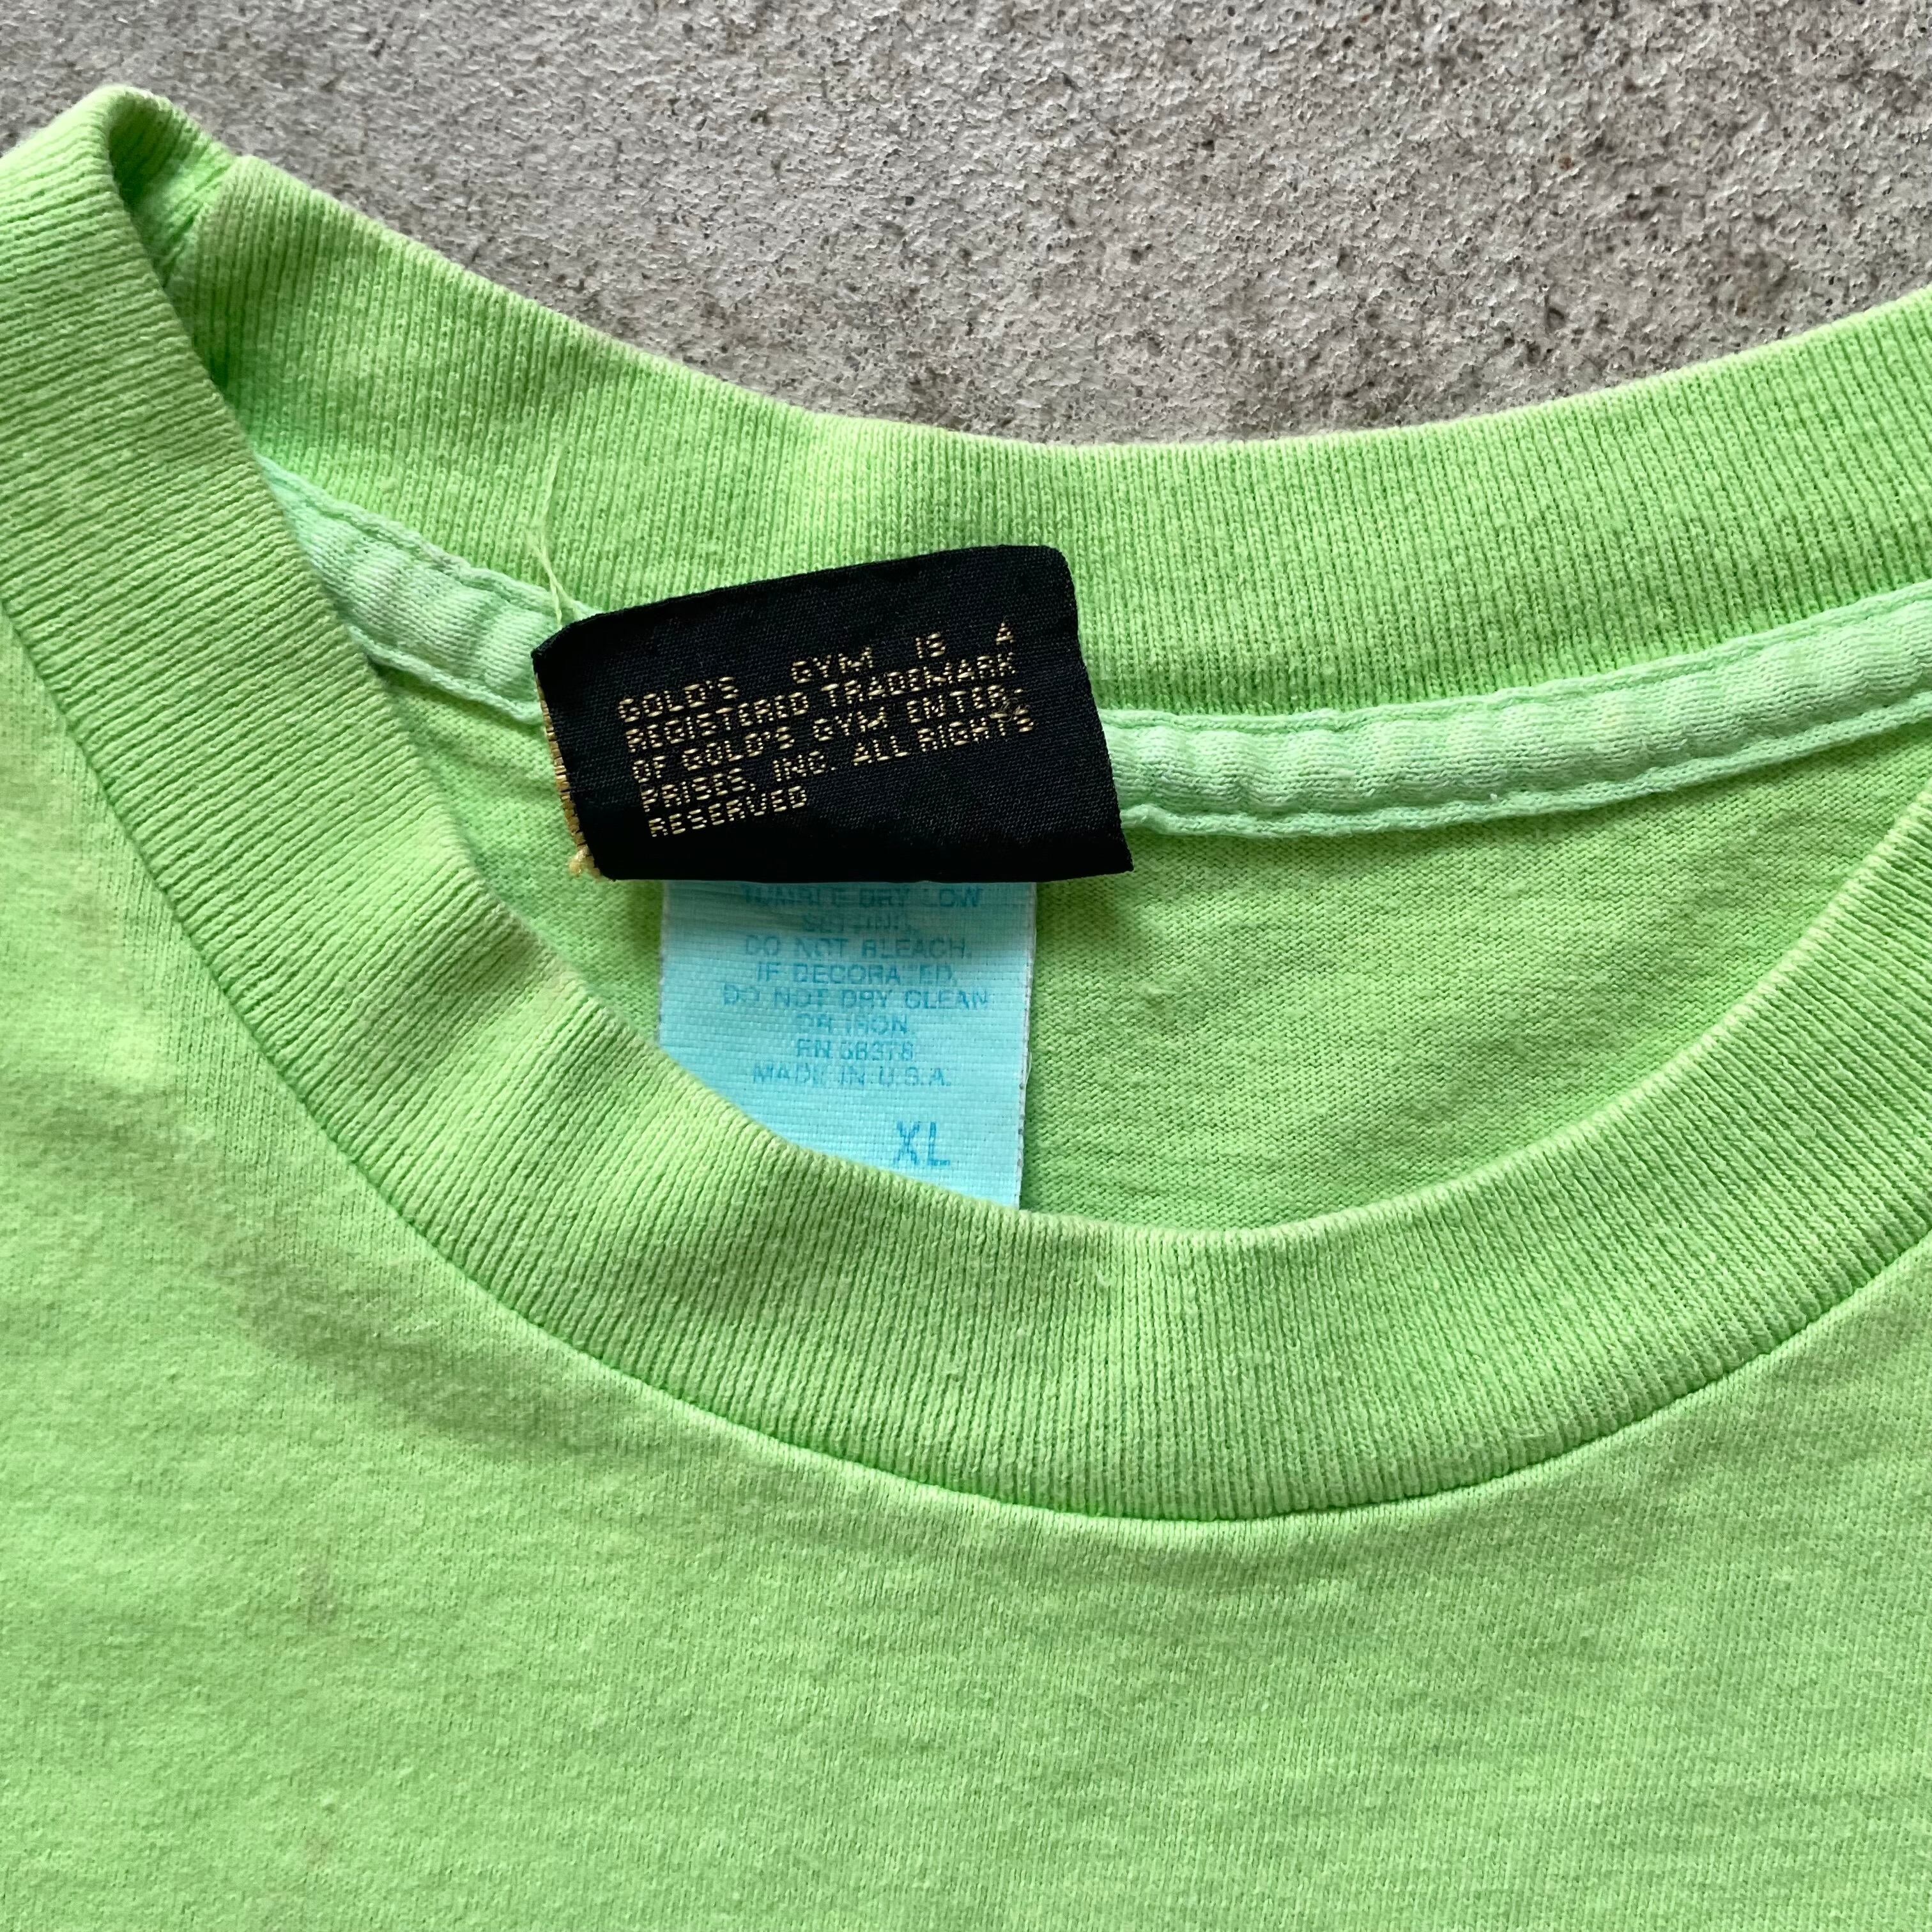 GOLD'S GYM IS A
REGISTERED TRADEMARK
OF GOLD'S GYM ENTER-
PRISES, INC. ALL RIGHTS
RESERVED
TUMBLE DRY LOW
SETTING.
DO NOT BLEACH.
IF DECORATED,
DO NOT DRY CLEAN
OR IRON.
RN
MADE IN U.S.A.
XL